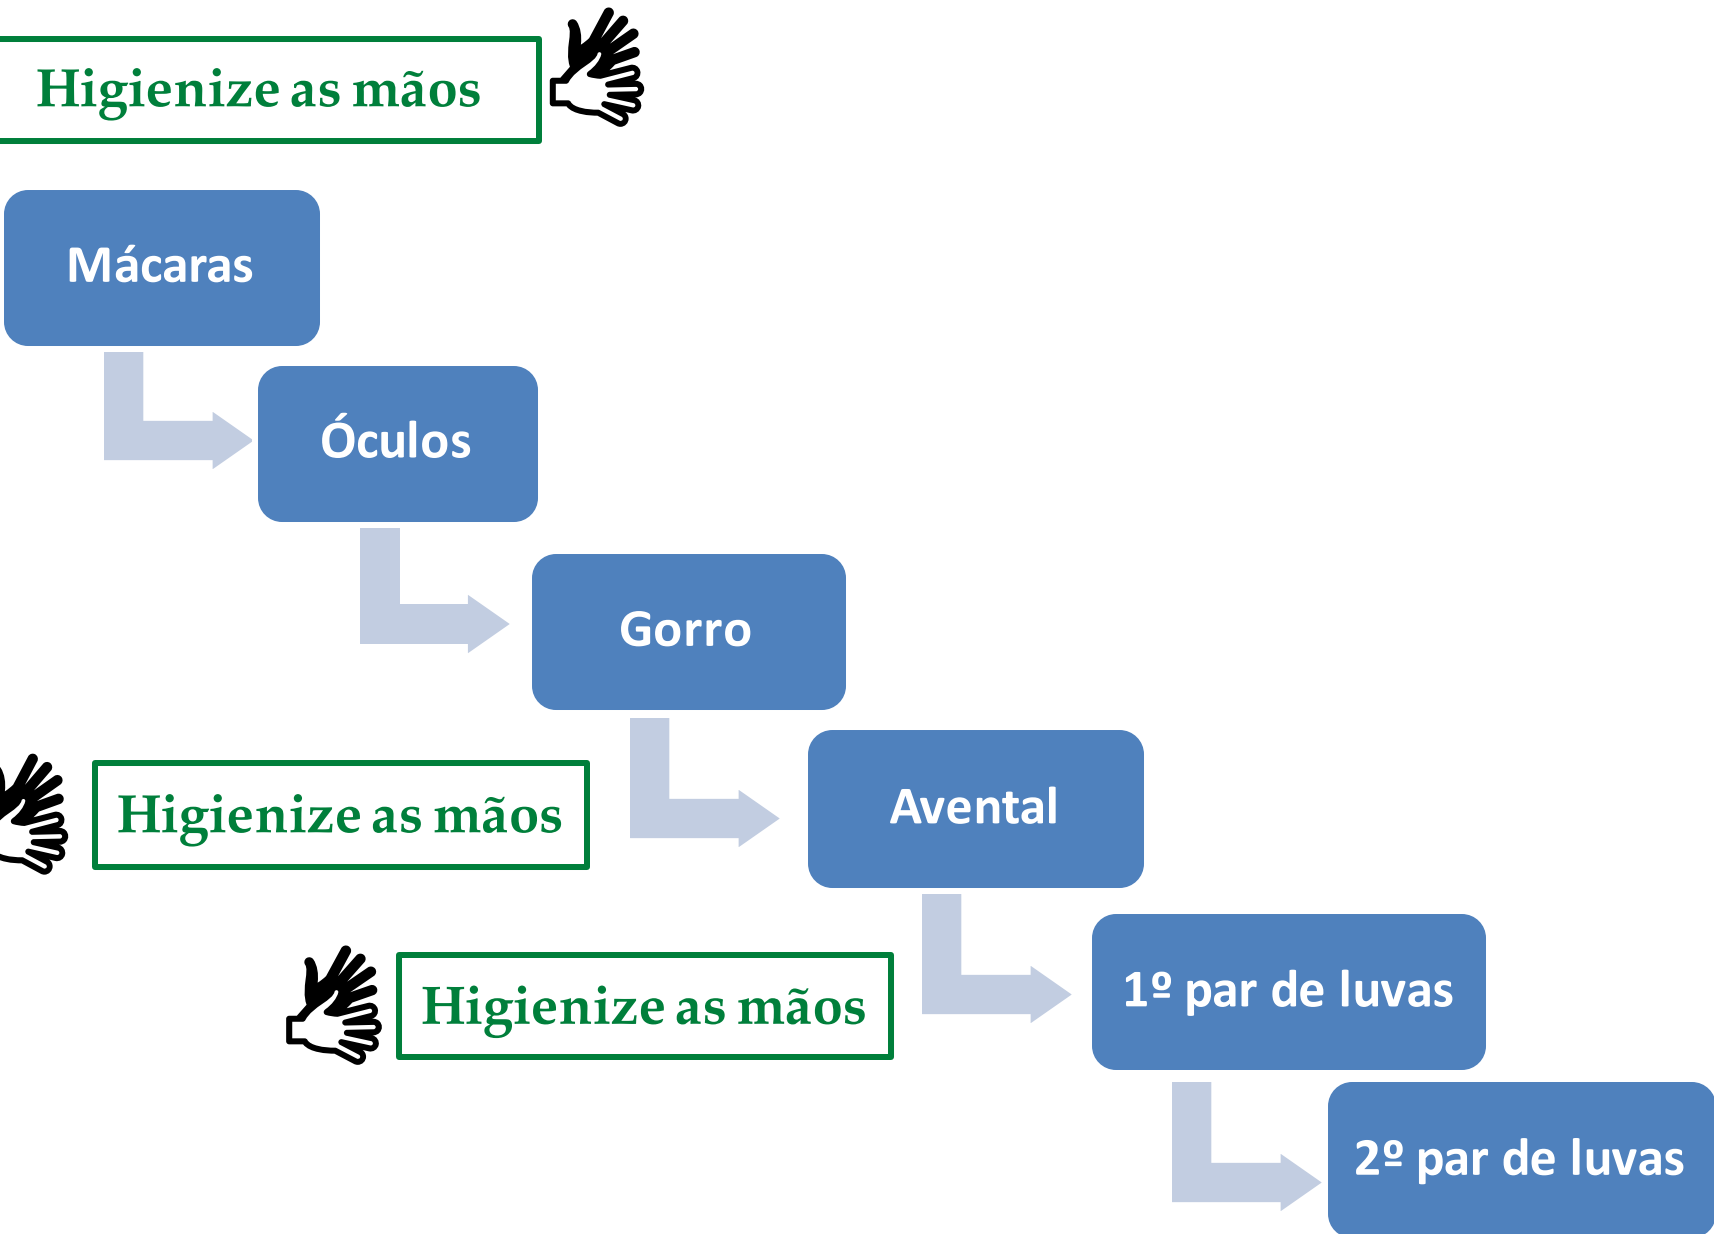 Higienize as mãos
Mácaras
Óculos
Gorro
Higienize as mãos
Avental
Higienize as mãos
1º par de luvas
2º par de luvas